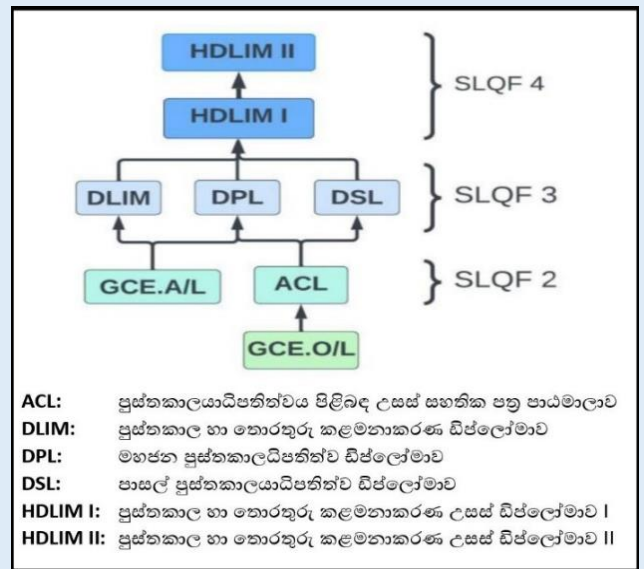 HDLIM II
SLQF 4
HDLIM I
DLIM DPL DSL SLQF 3
GCE.A/L ACL SLQF 2
GCE.O/L
ACL: පුස්තකාලයාධිපතිත්වය පිළිබඳ උසස් සහතික පත්‍ර පාඨමාලාව
DLIM: පුස්තකාල හා තොරතුරු කළමනාකරණ ඩිප්ලෝමාව
DPL: මහජන පුස්තකාලධිපතිත්ව ඩිප්ලෝමාව
DSL: පාසල් පුස්තකාලයාධිපතිත්ව ඩිප්ලෝමාව
HDLIM I: පුස්තකාල හා තොරතුරු කළමනාකරණ උසස් ඩිප්ලෝමාව I
HDLIM II: පුස්තකාල හා තොරතුරු කළමනාකරණ උසස් ඩිප්ලෝමාව II